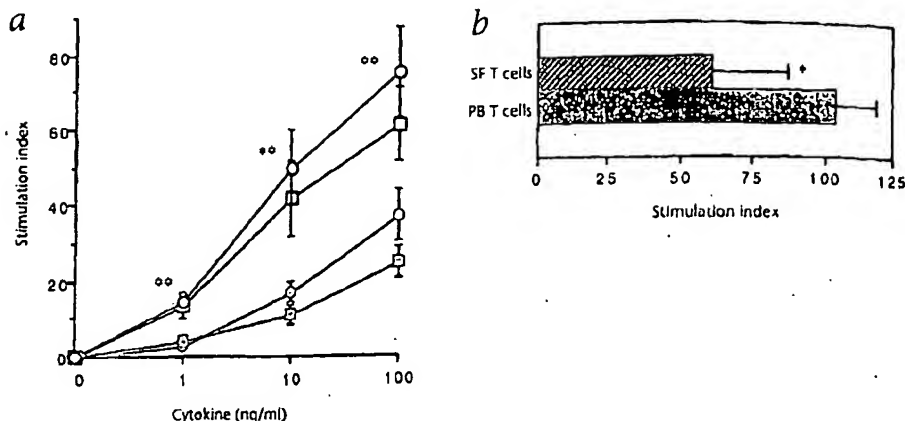 a
80
60
40
20
0
Stimulation index
0 1 10 100
Cytokine (ng/ml)
b
SF T cells
PB T cells
0 25 50 75 100 125
Stimulation index